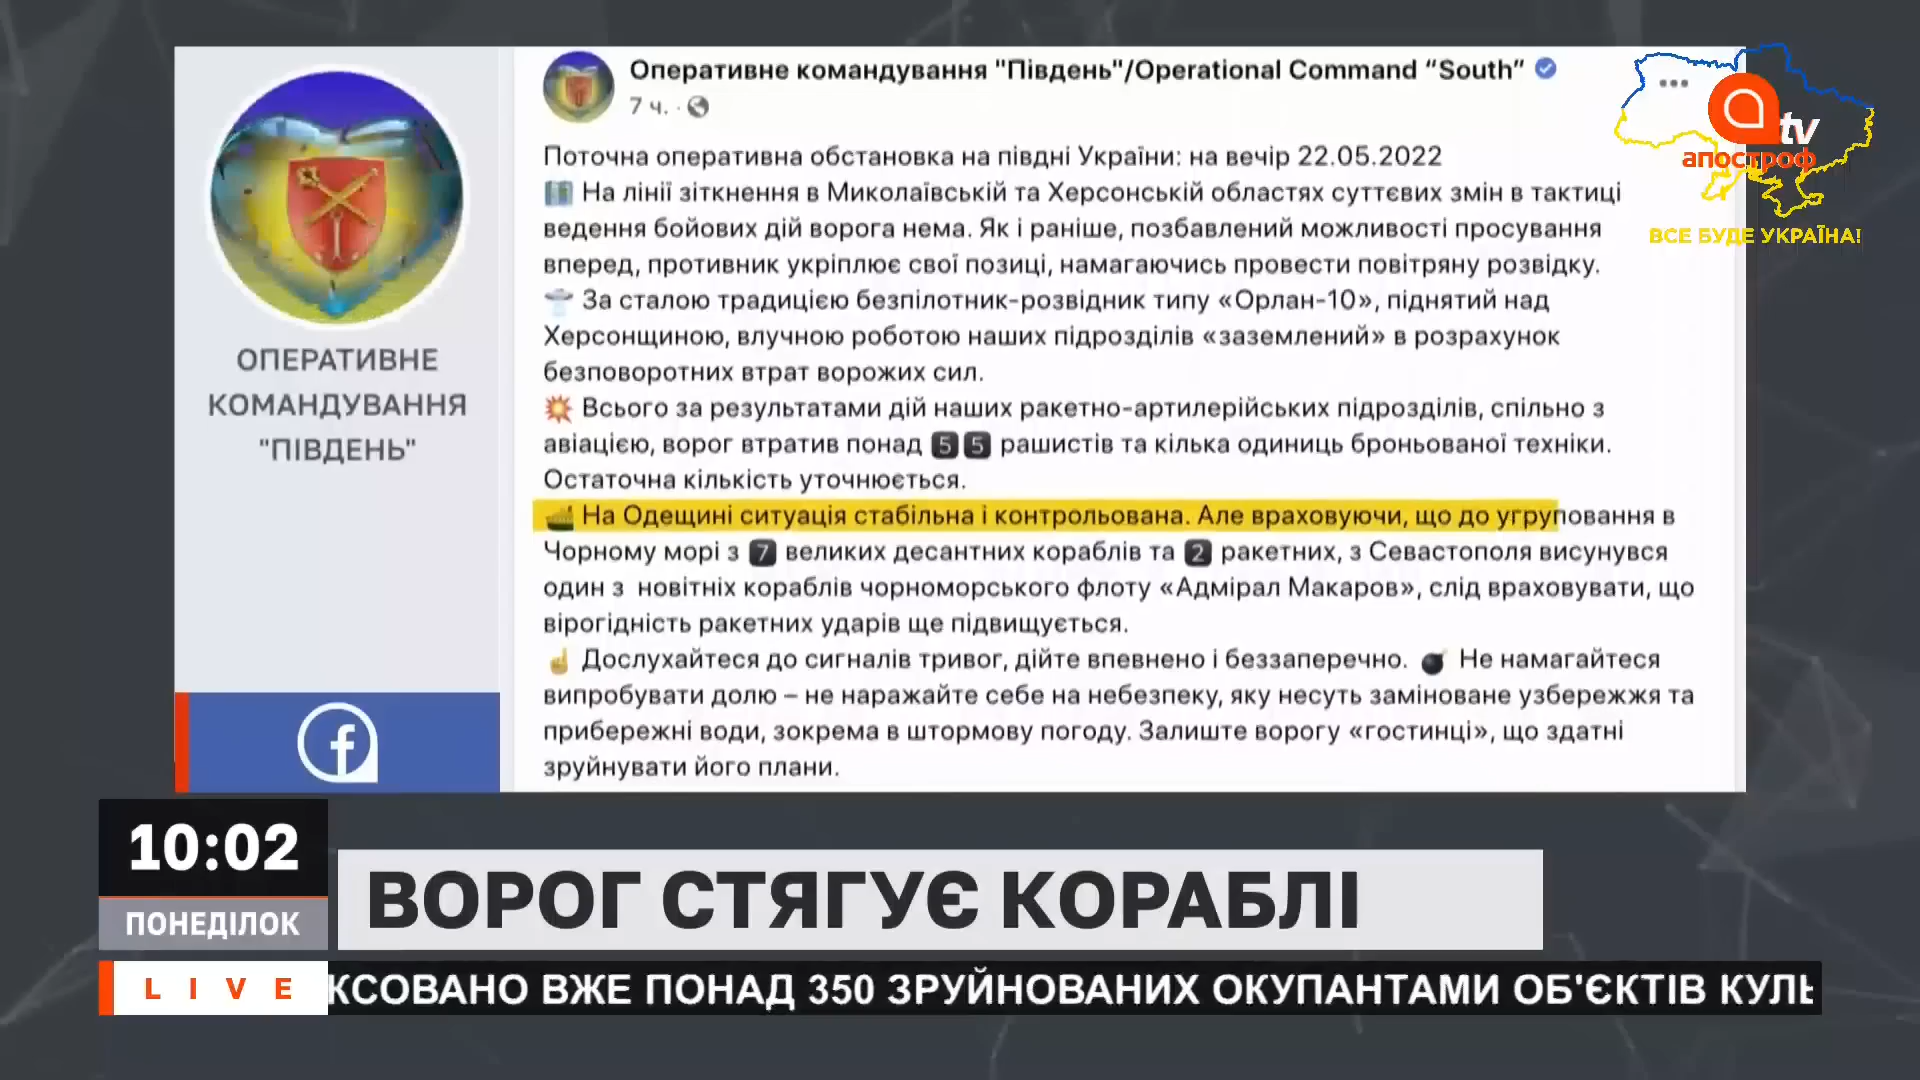 Оперативне командування "Південь"/Operational Command “South”
7 ч. ·
Поточна оперативна обстановка на півдні України: на вечір 22.05.2022
На лінії зіткнення в Миколаївській та Херсонській областях суттєвих змін в тактиці
ведення бойових дій ворога нема. Як і раніше, позбавлений можливості просування
вперед, противник укріплює свої позиці, намагаючись провести повітряну розвідку.
За сталою традицією безпілотник-розвідник типу «Орлан-10», піднятий над
Херсонщиною, влучною роботою наших підрозділів «заземлений» в розрахунок
безповоротних втрат ворожих сил.
Всього за результатами дій наших ракетно-артилерійських підрозділів, спільно з
авіацією, ворог втратив понад 5 5 рашистів та кілька одиниць броньованої техніки.
Остаточна кількість уточнюється.
На Одещині ситуація стабільна і контрольована. Але враховуючи, що до угруповання в
Чорному морі з 7 великих десантних кораблів та 2 ракетних, з Севастополя висунувся
один з новітніх кораблів чорноморського флоту «Адмірал Макаров», слід враховувати, що
вірогідність ракетних ударів ще підвищується.
Дослухайтеся до сигналів тривог, дійте впевнено і беззаперечно. Не намагайтеся
випробувати долю – не наражайте себе на небезпеку, яку несуть заміноване узбережжя та
прибережні води, зокрема в штормову погоду. Залиште ворогу «гостинці», що здатні
зруйнувати його плани.
ОПЕРАТИВНЕ
КОМАНДУВАННЯ
"ПІВДЕНЬ"
tv
апостроф
ВСЕ БУДЕ УКРАЇНА!
10:02
ПОНЕДІЛОК
ВОРОГ СТЯГУЄ КОРАБЛІ
LIVE
КСОВАНО ВЖЕ ПОНАД 350 ЗРУЙНОВАНИХ ОКУПАНТАМИ ОБ'ЄКТІВ КУЛЬ